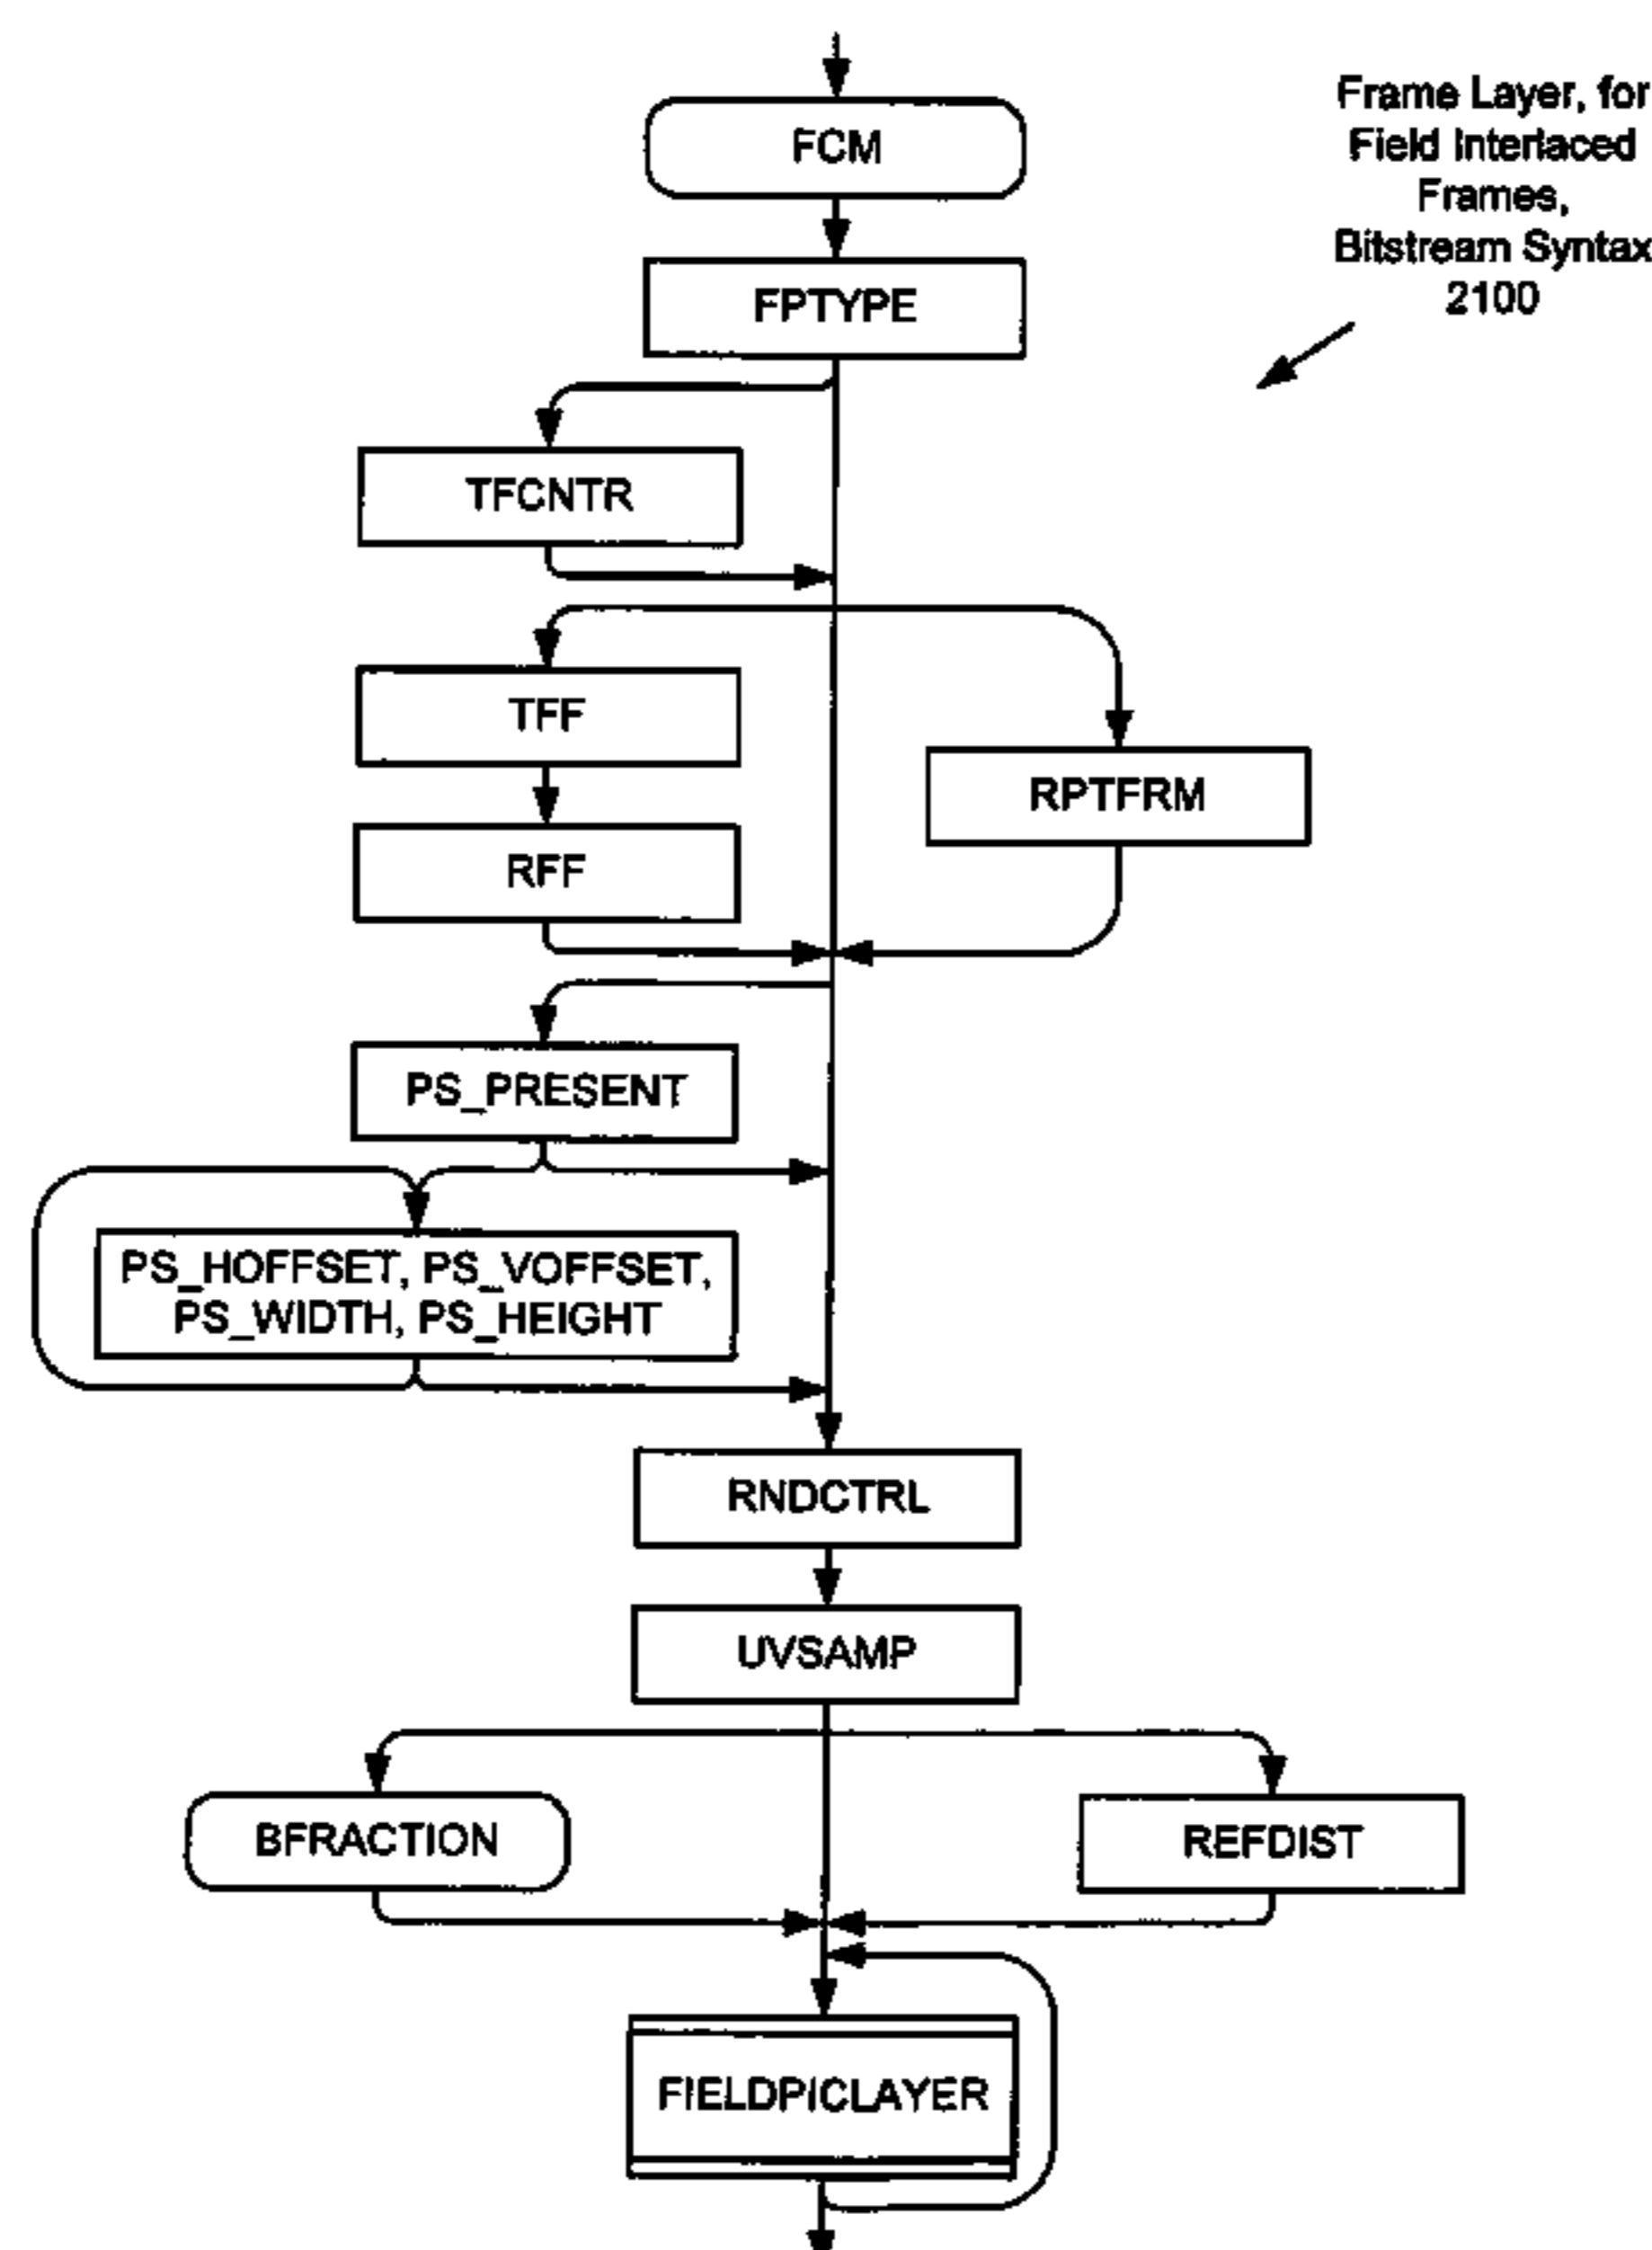 FCM
Frame Layer, for
Field Interlaced
Frames,
Bitstream Syntax
2100
FPTYPE
TFCNTR
TFF
RPTFRM
RFF
PS_PRESENT
PS_HOFFSET, PS_VOFFSET,
PS_WIDTH, PS_HEIGHT
RNDCTRL
UVSAMP
BFRACTION
REFDIST
FIELDPICLAYER